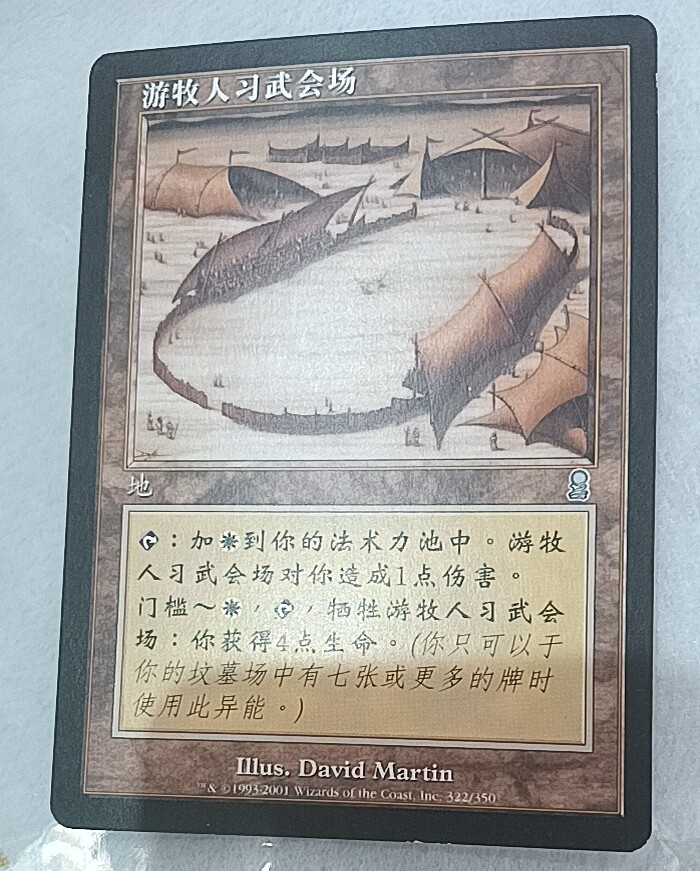 游牧人习武会场
地
：加到你的法术力池中。游牧
人习武会场对你造成1点伤害。
门槛～，，牺牲游牧人习武会
场：你获得4点生命。(你只可以于
你的坟墓场中有七张或更多的牌时
使用此异能。)
Illus. David Martin
™ & © 1993-2001 Wizards of the Coast, Inc. 322/350